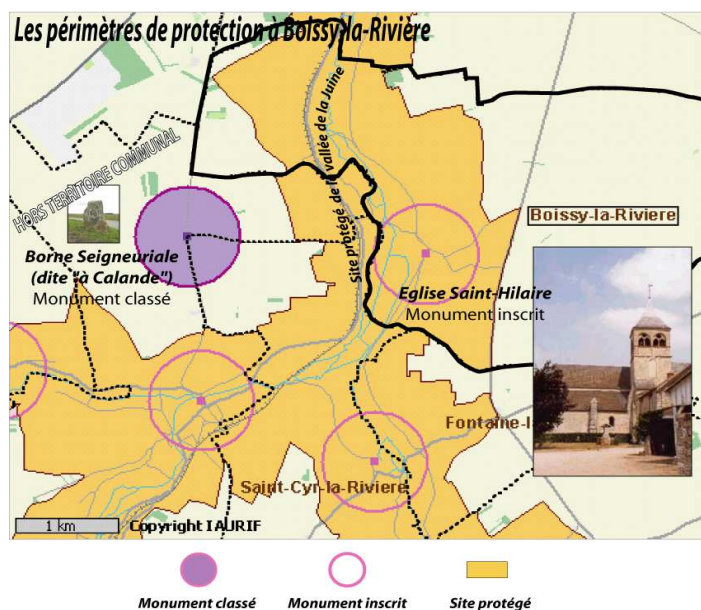 Les périmètres de protection à Boissy-la-Rivière
Site protégé de la vallée de la Juine
HORS TERRITOIRE COMMUNAL
Boissy-la-Riviere
Borne Seigneuriale
(dite "à Calande")
Monument classé
Eglise Saint-Hilaire
Monument inscrit
Fontaine-l
Saint-Cyr-la-Riviere
1 km
Copyright IAURIF
Monument classé
Monument inscrit
Site protégé